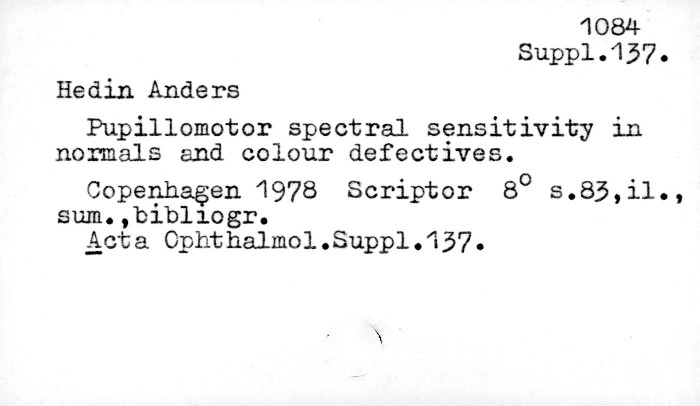 1084
Suppl.137.
Hedin Anders
Pupillomotor spectral sensitivity in
normals and colour defectives.
Copenhagen 1978 Scriptor 8° s.83,il.,
sum.,bibliogr.
Acta Ophthalmol.Suppl.137.